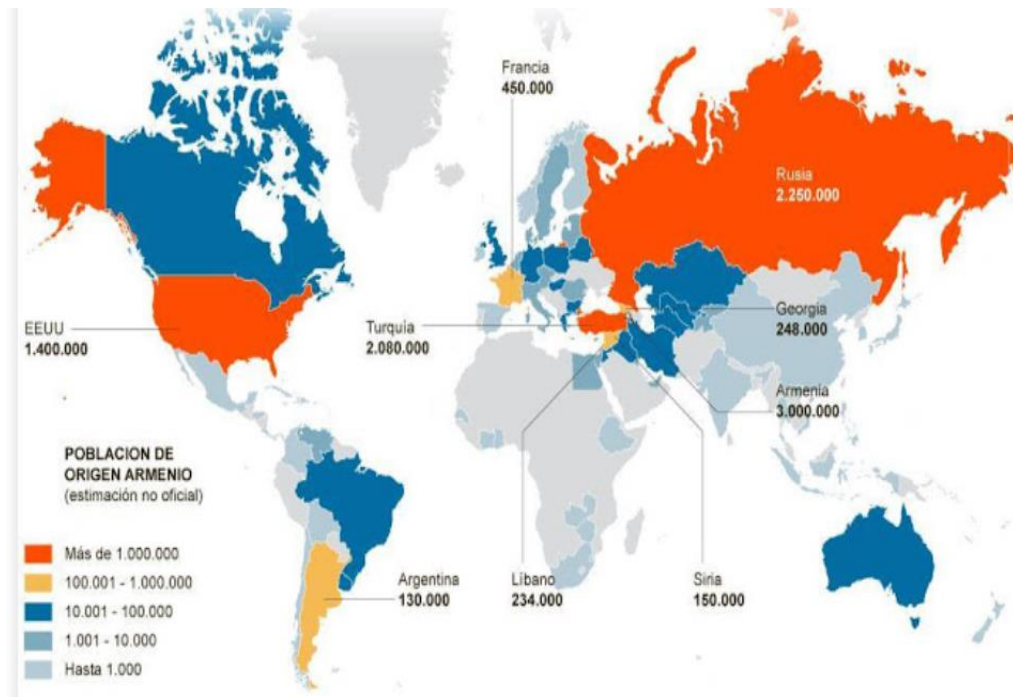 Francia
450.000
Rusia
2.250.000
EEUU
1.400.000
Turquía
2.080.000
Georgia
248.000
Armenia
3.000.000
POBLACION DE
ORIGEN ARMENIO
(estimación no oficial)
Más de 1.000.000
100.001 - 1.000.000
10.001 - 100.000
1.001 - 10.000
Hasta 1.000
Argentina
130.000
Líbano
234.000
Siria
150.000